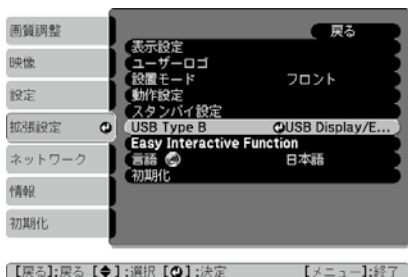 画質調整
映像
設定
拡張設定
ネットワーク
情報
初期化
戻る
表示設定
ユーザーロゴ
設置モード フロント
動作設定
スタンバイ設定
USB Type B USB Display/E...
Easy Interactive
Function
言語 日本語
初期化
[戻る]:戻る [◆]:選択 [⏎]:決定 [メニュー]:終了